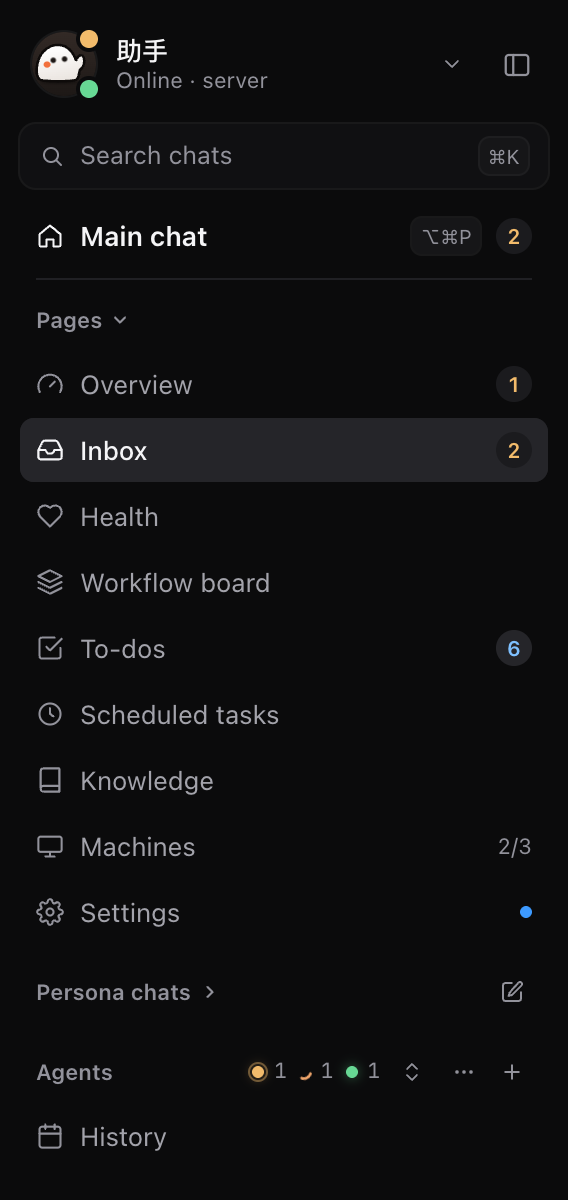 助手
Online · server
Search chats ⌘K
Main chat ⌥⌘P 2
Pages
Overview 1
Inbox 2
Health
Workflow board
To-dos 6
Scheduled tasks
Knowledge
Machines 2/3
Settings
Persona chats
Agents 1 1 1
History